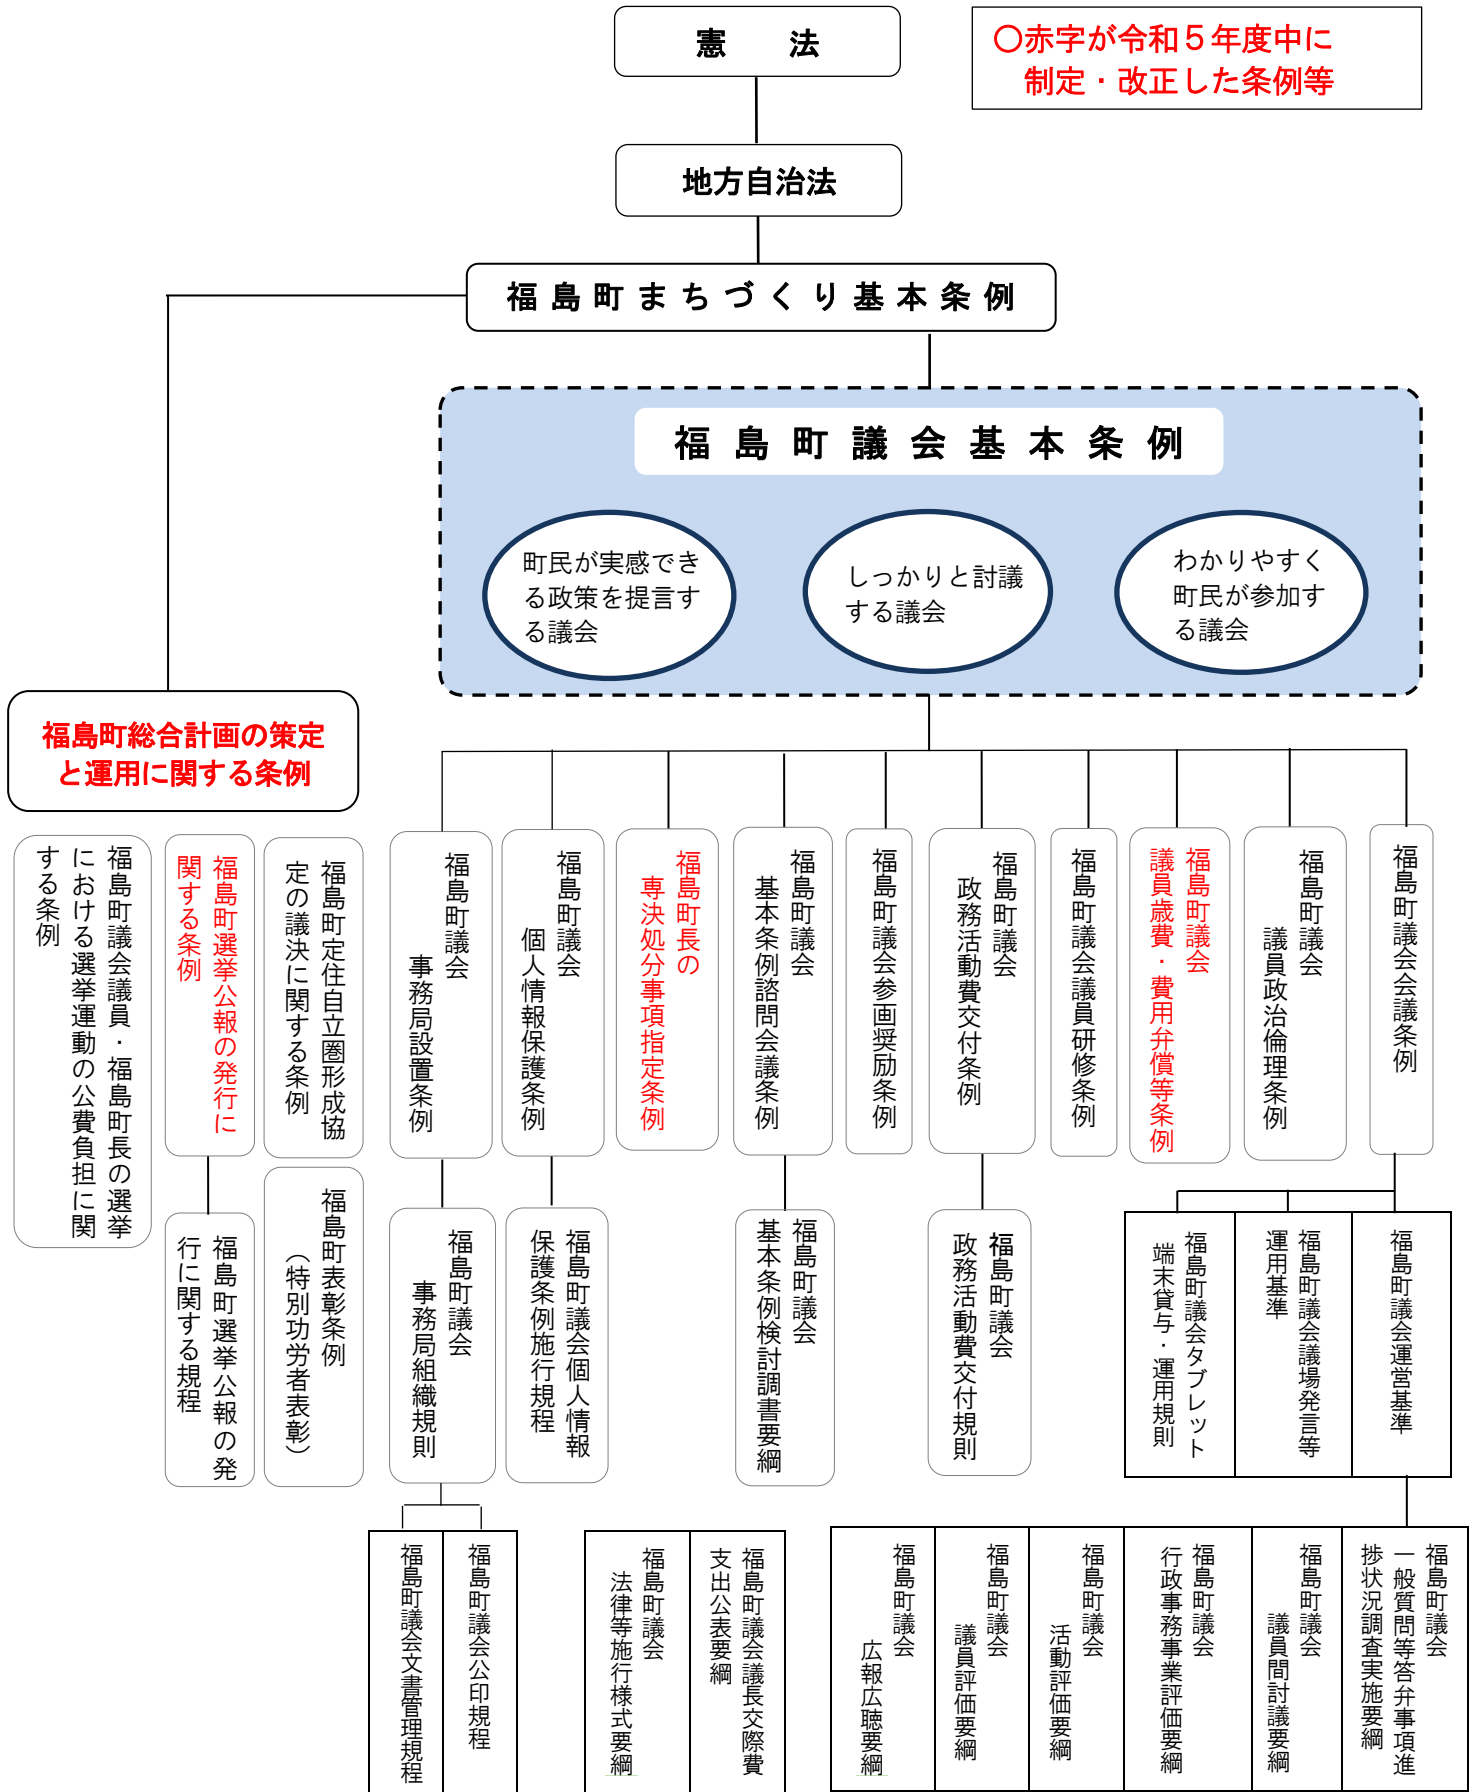 憲　法
〇赤字が令和５年度中に
制定・改正した条例等
地方自治法
福島町まちづくり基本条例
福島町議会基本条例
町民が実感でき
る政策を提言す
る議会
しっかりと討議
する議会
わかりやすく
町民が参加す
る議会
福島町総合計画の策定
と運用に関する条例
福島町議会議員・福島町長の選挙
における選挙運動の公費負担に関
する条例
福島町選挙公報の発行に
関する条例
福島町定住自立圏形成協
定の議決に関する条例
福島町議会
事務局設置条例
福島町議会
個人情報保護条例
福島町長の
専決処分事項指定条例
福島町議会
基本条例諮問会議条例
福島町議会参画奨励条例
福島町議会
政務活動費交付条例
福島町議会議員研修条例
福島町議会
議員歳費・費用弁償等条例
福島町議会
議員政治倫理条例
福島町議会会議条例
福島町選挙公報の発
行に関する規程
福島町表彰条例
（特別功労者表彰）
福島町議会
事務局組織規則
福島町議会個人情報
保護条例施行規程
福島町議会
基本条例検討調書要綱
福島町議会
政務活動費交付規則
福島町議会タブレット
端末貸与・運用規則
福島町議会議場発言等
運用基準
福島町議会運営基準
福島町議会文書管理規程
福島町議会公印規程
福島町議会
法律等施行様式要綱
福島町議会議長交際費
支出公表要綱
福島町議会
広報広聴要綱
福島町議会
議員評価要綱
福島町議会
活動評価要綱
福島町議会
行政事務事業評価要綱
福島町議会
議員間討議要綱
福島町議会
一般質問等答弁事項進
捗状況調査実施要綱